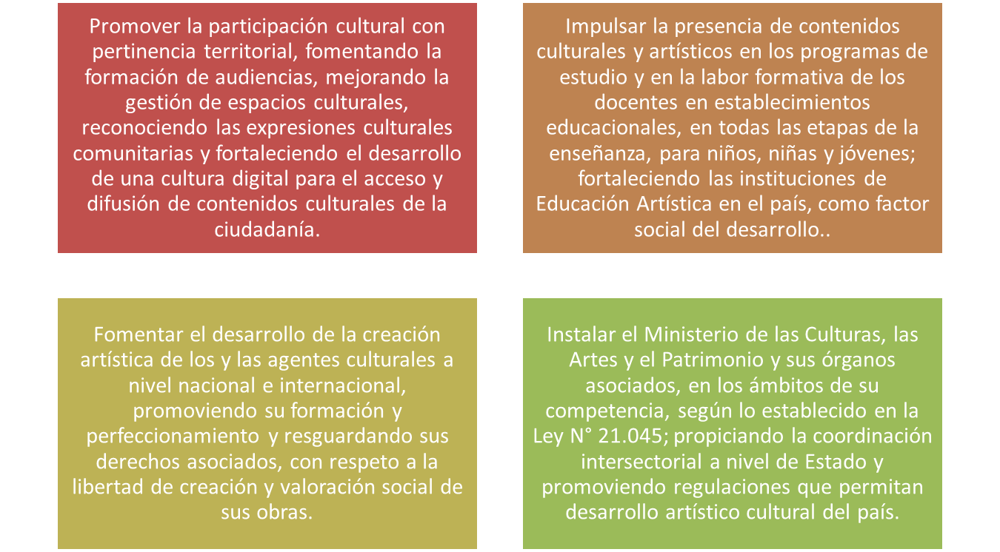 Promover la participación cultural con
pertinencia territorial, fomentando la
formación de audiencias, mejorando la
gestión de espacios culturales,
reconociendo las expresiones culturales
comunitarias y fortaleciendo el desarrollo
de una cultura digital para el acceso y
difusión de contenidos culturales de la
ciudadanía.
Impulsar la presencia de contenidos
culturales y artísticos en los programas de
estudio y en la labor formativa de los
docentes en establecimientos
educacionales, en todas las etapas de la
enseñanza, para niños, niñas y jóvenes;
fortaleciendo las instituciones de
Educación Artística en el país, como factor
social del desarrollo..
Fomentar el desarrollo de la creación
artística de los y las agentes culturales a
nivel nacional e internacional,
promoviendo su formación y
perfeccionamiento y resguardando sus
derechos asociados, con respeto a la
libertad de creación y valoración social de
sus obras.
Instalar el Ministerio de las Culturas, las
Artes y el Patrimonio y sus órganos
asociados, en los ámbitos de su
competencia, según lo establecido en la
Ley N° 21.045; propiciando la coordinación
intersectorial a nivel de Estado y
promoviendo regulaciones que permitan
desarrollo artístico cultural del país.